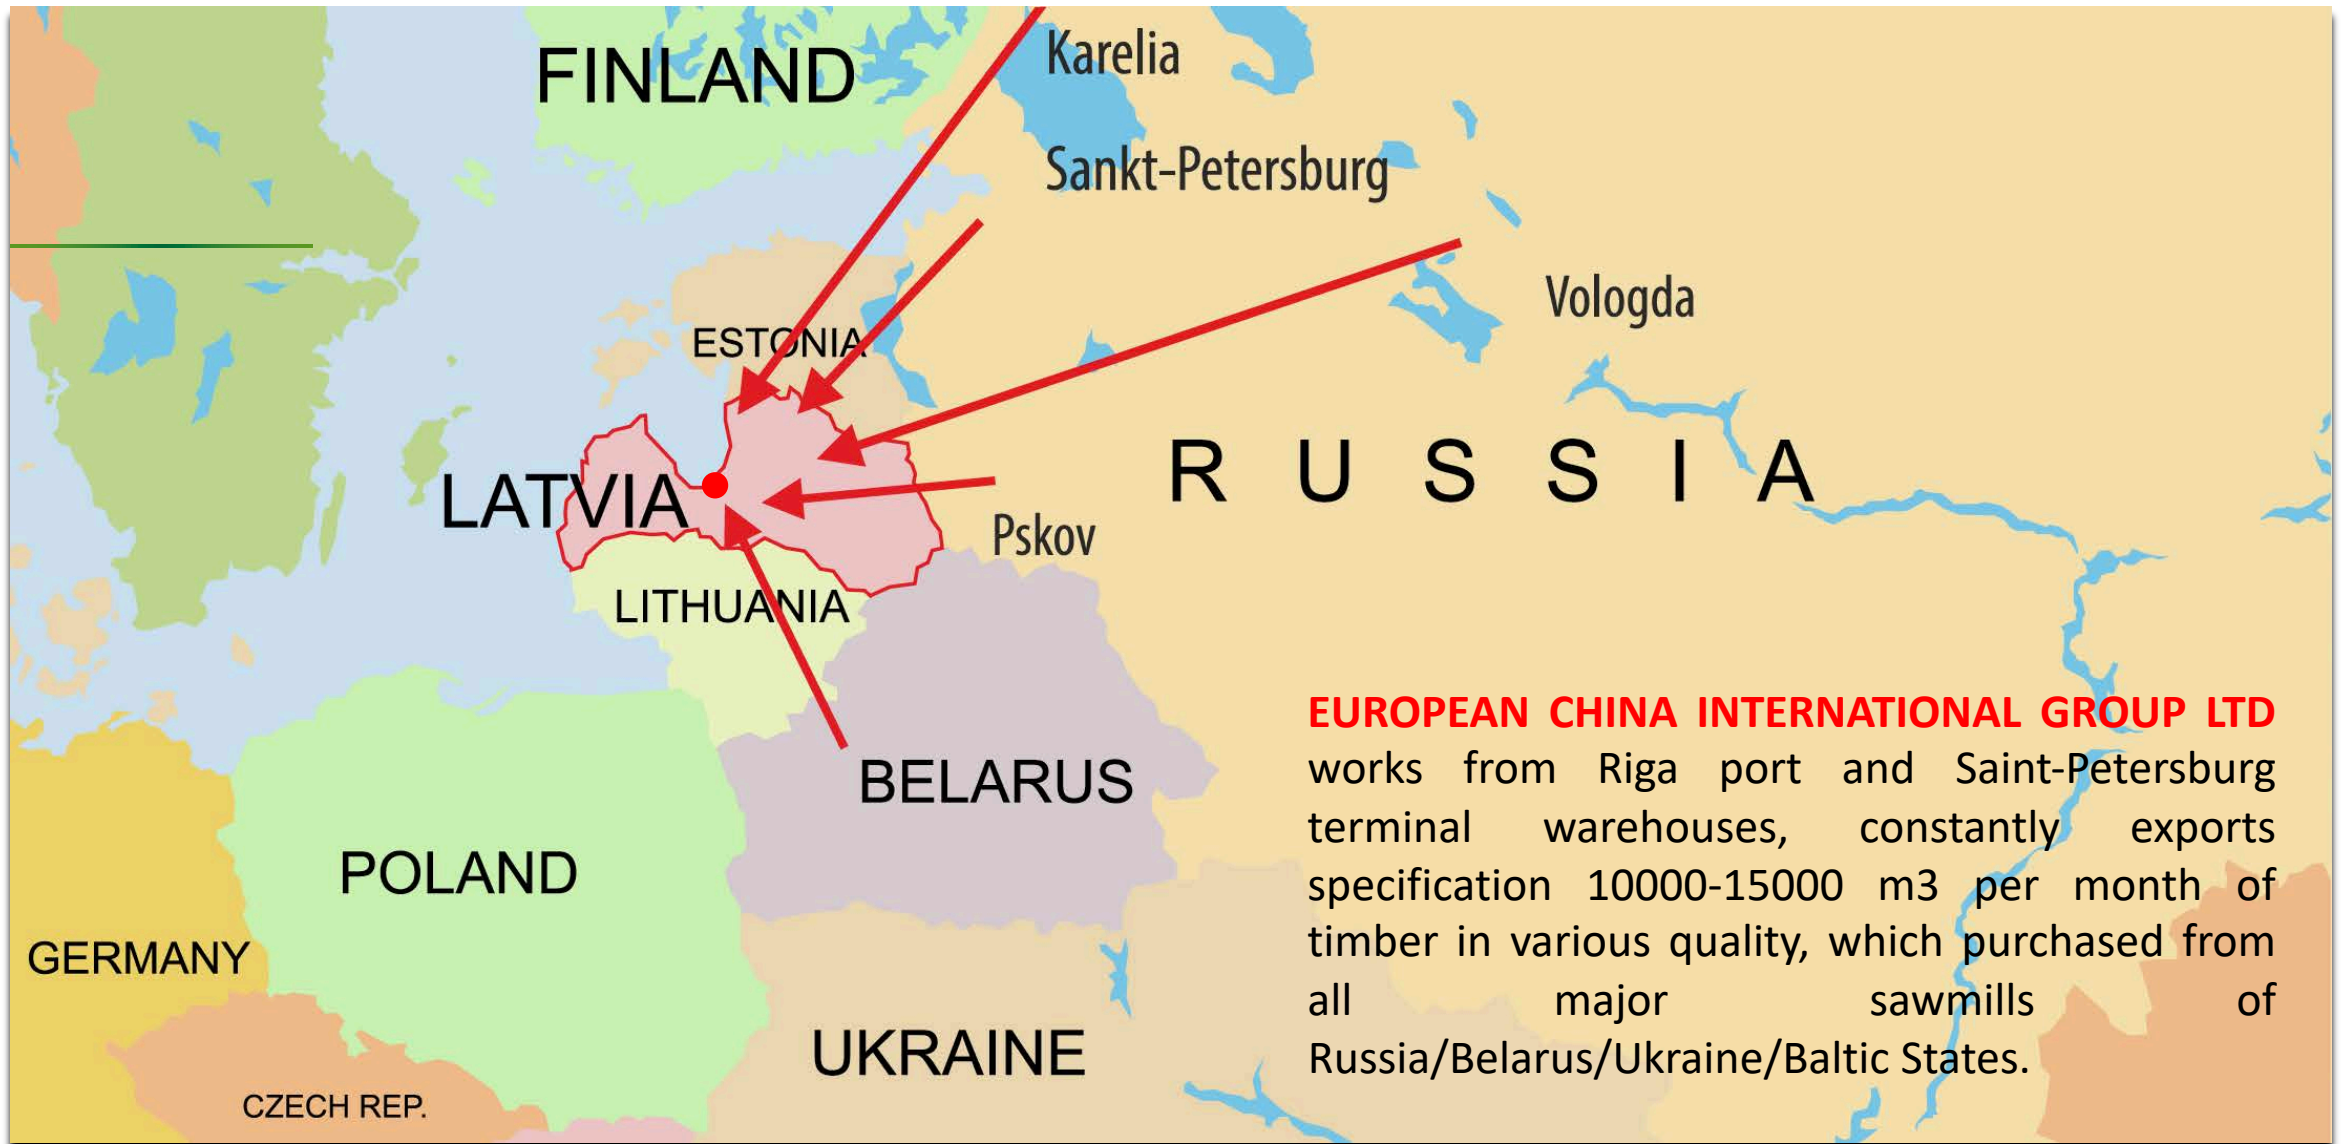 FINLAND
Karelia
Sankt-Petersburg
Vologda
ESTONIA
R U S S I A
LATVIA
Pskov
LITHUANIA
BELARUS
POLAND
GERMANY
UKRAINE
CZECH REP.
EUROPEAN CHINA INTERNATIONAL GROUP LTD
works from Riga port and Saint-Petersburg
terminal warehouses, constantly exports
specification 10000-15000 m3 per month of
timber in various quality, which purchased from
all major sawmills of
Russia/Belarus/Ukraine/Baltic States.